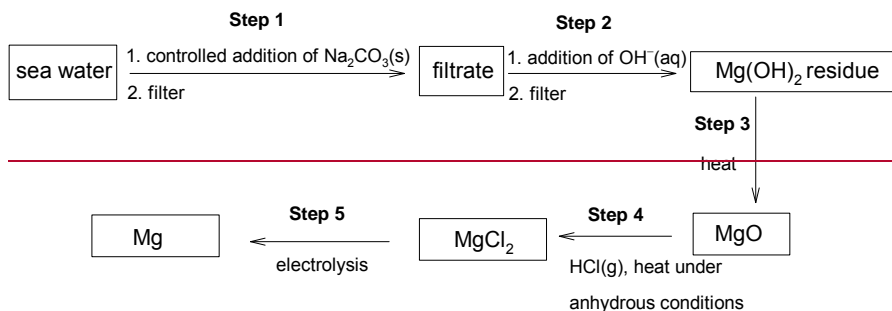 Step 1
Step 2
sea water
1. controlled addition of Na₂CO₃(s)
2. filter
filtrate
1. addition of OH⁻(aq)
2. filter
Mg(OH)₂ residue
Step 3
heat
Mg
Step 5
electrolysis
MgCl₂
Step 4
HCl(g), heat under
anhydrous conditions
MgO